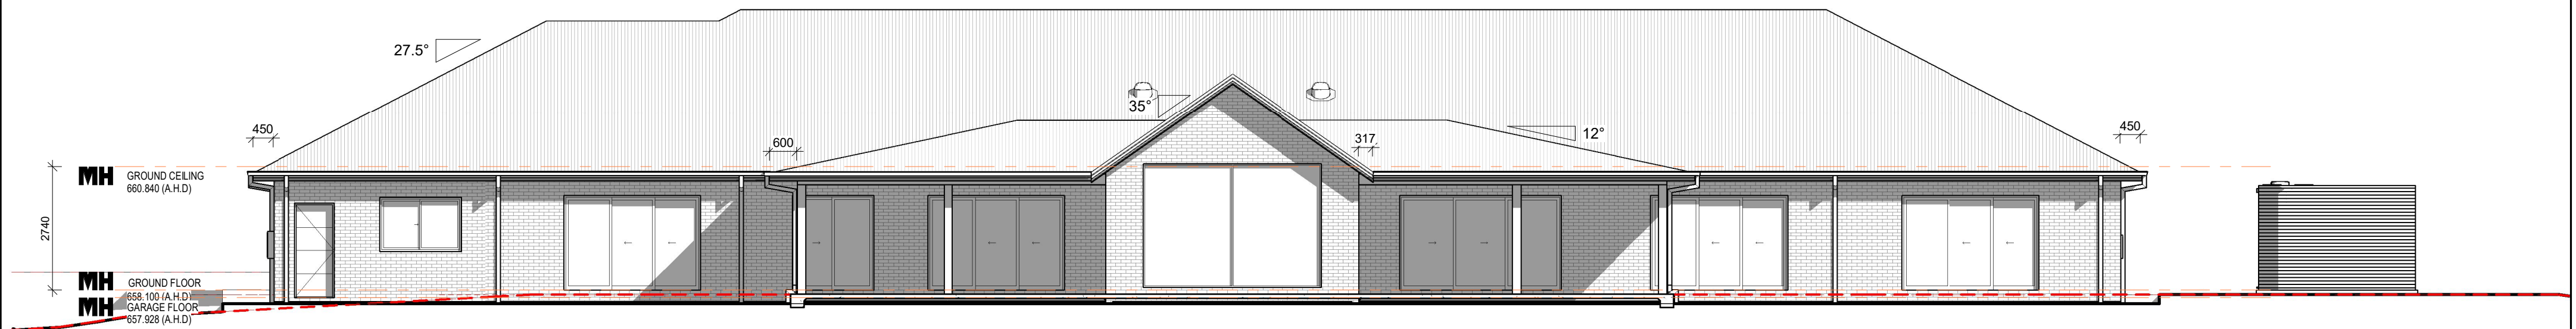 27.5°
35°
12°
450
600
317
450
MH GROUND CEILING
660.840 (A.H.D)
2740
MH GROUND FLOOR
658.100 (A.H.D)
MH GARAGE FLOOR
657.928 (A.H.D)